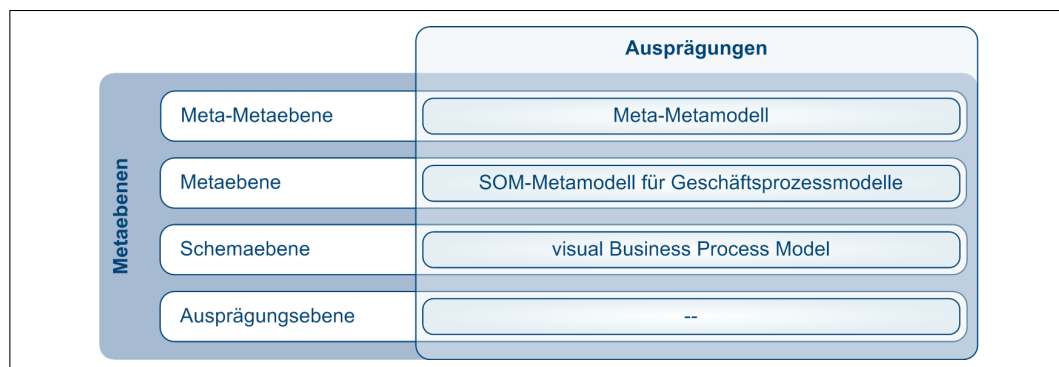 Ausprägungen
Metaebenen
Meta-Metaebene
Meta-Metamodell
Metaebene
SOM-Metamodell für Geschäftsprozessmodelle
Schemaebene
visual Business Process Model
Ausprägungsebene
--